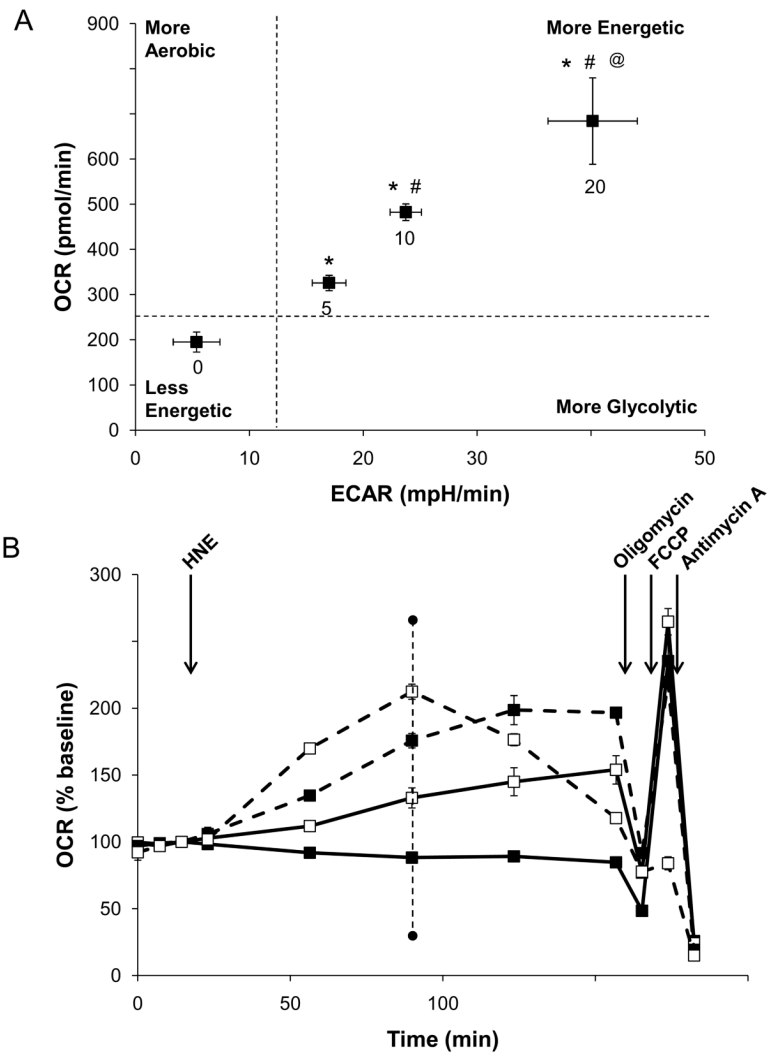 A
More
Aerobic
More Energetic
* # @
20
* #
10
*
5
0
Less
Energetic
More Glycolytic
900
600
500
400
300
200
100
0
OCR (pmol/min)
0
10
20
30
40
50
ECAR (mpH/min)
B
HNE
Oligomycin
FCCP
Antimycin A
300
200
150
100
50
0
OCR (% baseline)
0
50
100
Time (min)